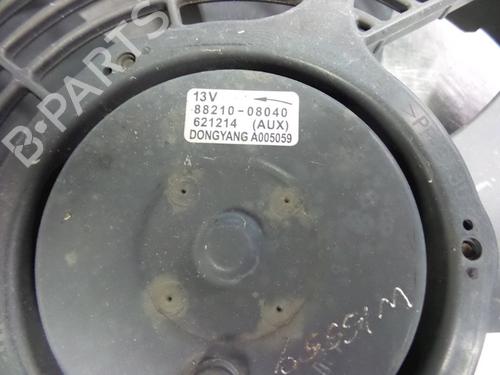 B-PARTS
13V
88210-08040
621214 (AUX)
DONGYANG A005059